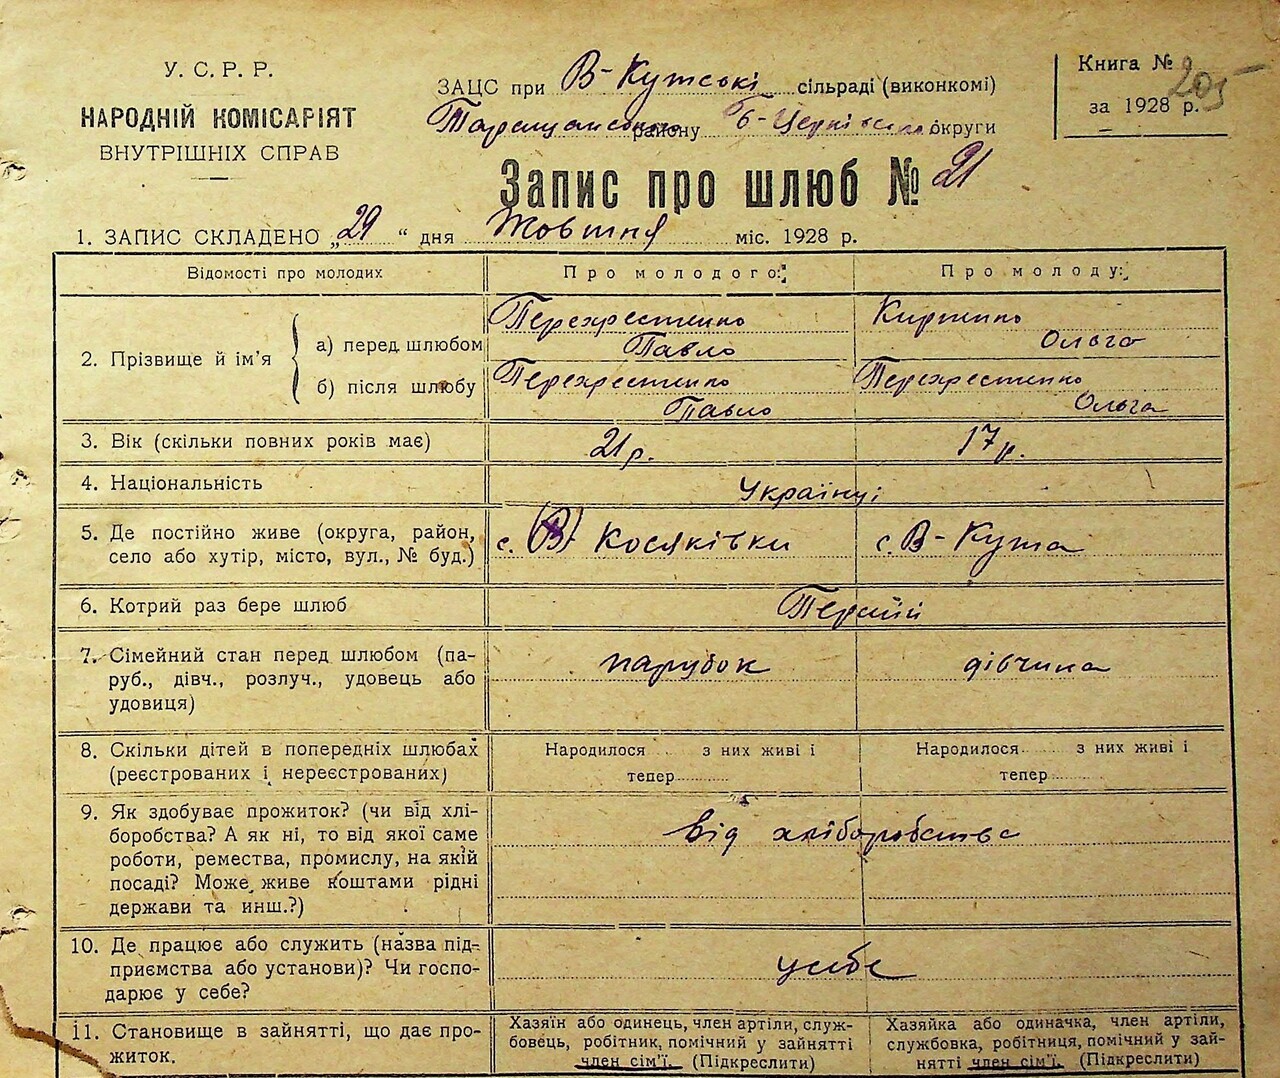 У. С. Р. Р.
НАРОДНІЙ КОМІСАРІЯТ
ВНУТРІШНІХ СПРАВ
ЗАЦС при В-Кутські сільраді (виконкомі)
Таращанського району Б-Церківської округи
Книга № 205
за 1928 р.
Запис про шлюб № 21
1. ЗАПИС СКЛАДЕНО „29“ дня Жовтня міс. 1928 р.
Відомості про молодих
Про молодого:
Про молоду:
2. Прізвище й ім'я
а) перед шлюбом
Перехрестенко
Павло
Кириенко
Ольга
б) після шлюбу
Перехрестенко
Павло
Перехрестенко
Ольга
3. Вік (скільки повних років має)
21 р.
17 р.
4. Національність
Українці
5. Де постійно живе (округа, район,
село або хутір, місто, вул., № буд.)
с. (В) Косяківки
с. В-Кута
6. Котрий раз бере шлюб
Перший
7. Сімейний стан перед шлюбом (па-
руб., дівч., розлуч., удовець або
удовиця)
парубок
дівчина
8. Скільки дітей в попередніх шлюбах
(реєстрованих і нереєстрованих)
Народилося з них живі і
тепер
Народилося з них живі і
тепер
9. Як здобуває прожиток? (чи від хлі-
боробства? А як ні, то від якої саме
роботи, ремества, промислу, на якій
посаді? Може живе коштами рідні
держави та инш.?)
від хліборобства
10. Де працює або служить (назва під-
приємства або установи)? Чи госпо-
дарює у себе?
у себе
11. Становище в зайнятті, що дає про-
житок.
Хазяїн або одинець, член артіли, служ-
бовець, робітник, помічний у зайнятті
член сім'ї. (Підкреслити)
Хазяйка або одиначка, член артіли,
службовка, робітниця, помічний у зай-
нятті член сім'ї. (Підкреслити)